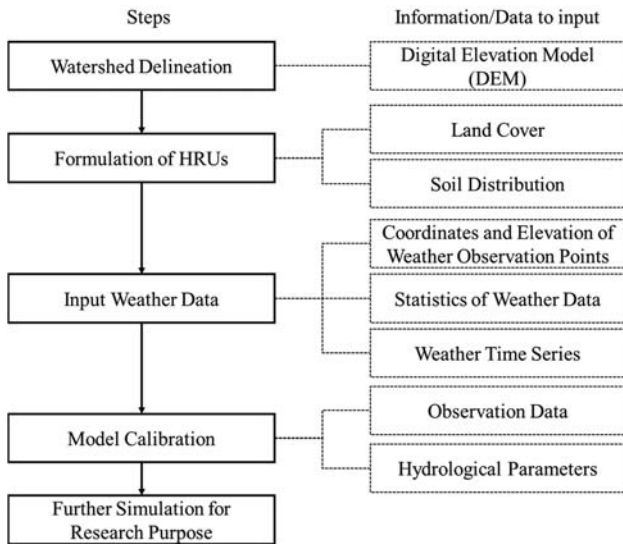 Steps
Information/Data to input
Watershed Delineation
Digital Elevation Model
(DEM)
Formulation of HRUs
Land Cover
Soil Distribution
Input Weather Data
Coordinates and Elevation of
Weather Observation Points
Statistics of Weather Data
Weather Time Series
Model Calibration
Observation Data
Hydrological Parameters
Further Simulation for
Research Purpose